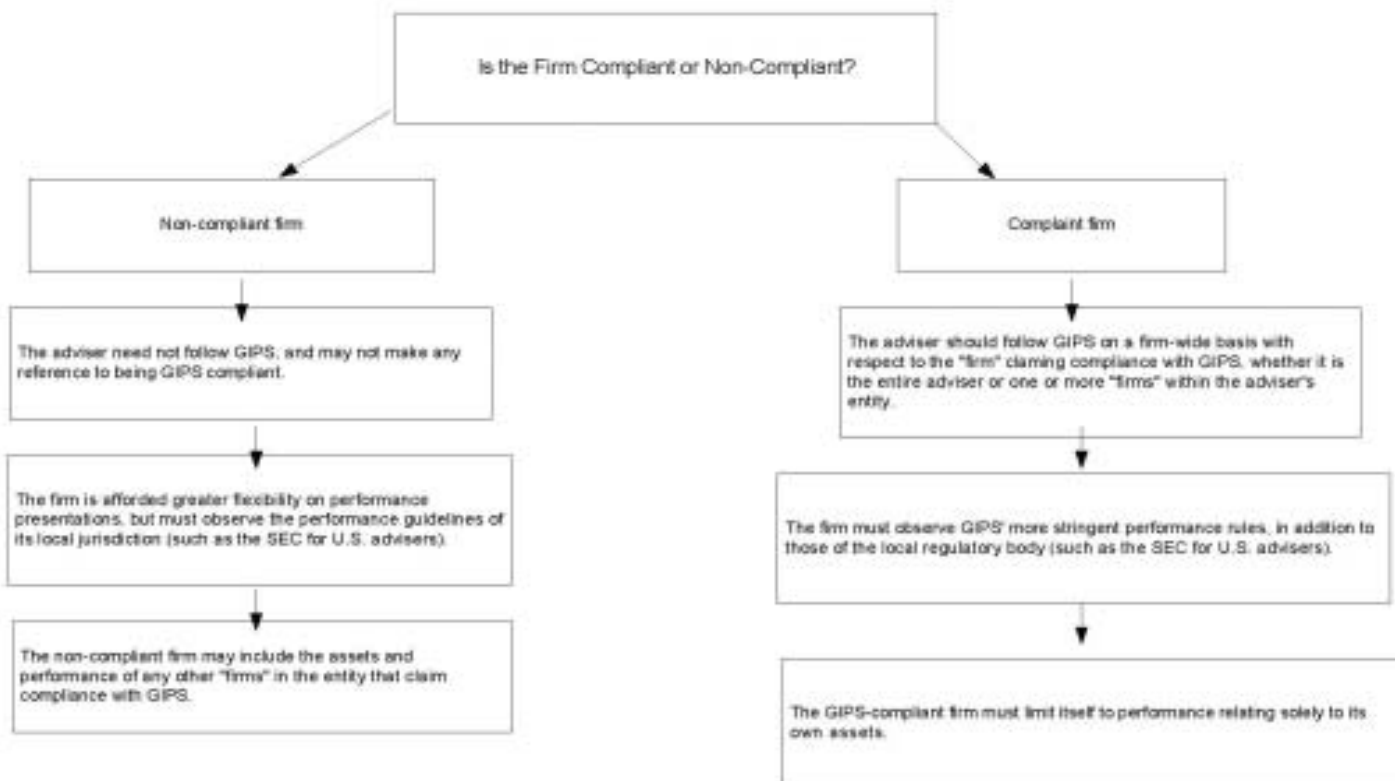 Is the Firm Compliant or Non-Compliant?
Non-compliant firm
Complaint firm
The adviser need not follow GIPS, and may not make any
reference to being GIPS compliant.
The adviser should follow GIPS on a firm-wide basis with
respect to the "firm" claming compliance with GIPS, whether it is
the entire adviser or one or more "firms" within the adviser's
entity.
The firm is afforded greater flexibility on performance
presentations, but must observe the performance guidelines of
its local jurisdiction (such as the SEC for U.S. advisers).
The firm must observe GIPS' more stringent performance rules, in addition to
those of the local regulatory body (such as the SEC for U.S. advisers).
The non-compliant firm may include the assets and
performance of any other "firms" in the entity that claim
compliance with GIPS.
The GIPS-compliant firm must limit itself to performance relating solely to its
own assets.